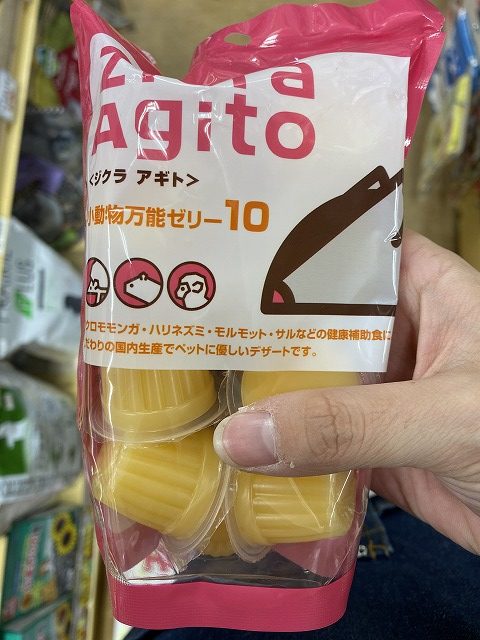 Agito
<ジクラ アギト>
小動物万能ゼリー10
クロモモンガ・ハリネズミ・モルモット・サルなどの健康補助食に
だわりの国内生産でペットに優しいデザートです。